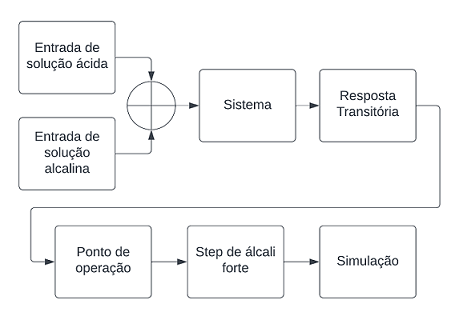 Entrada de
solução ácida
Entrada de
solução
alcalina
Sistema
Resposta
Transitória
Ponto de
operação
Step de álcali
forte
Simulação